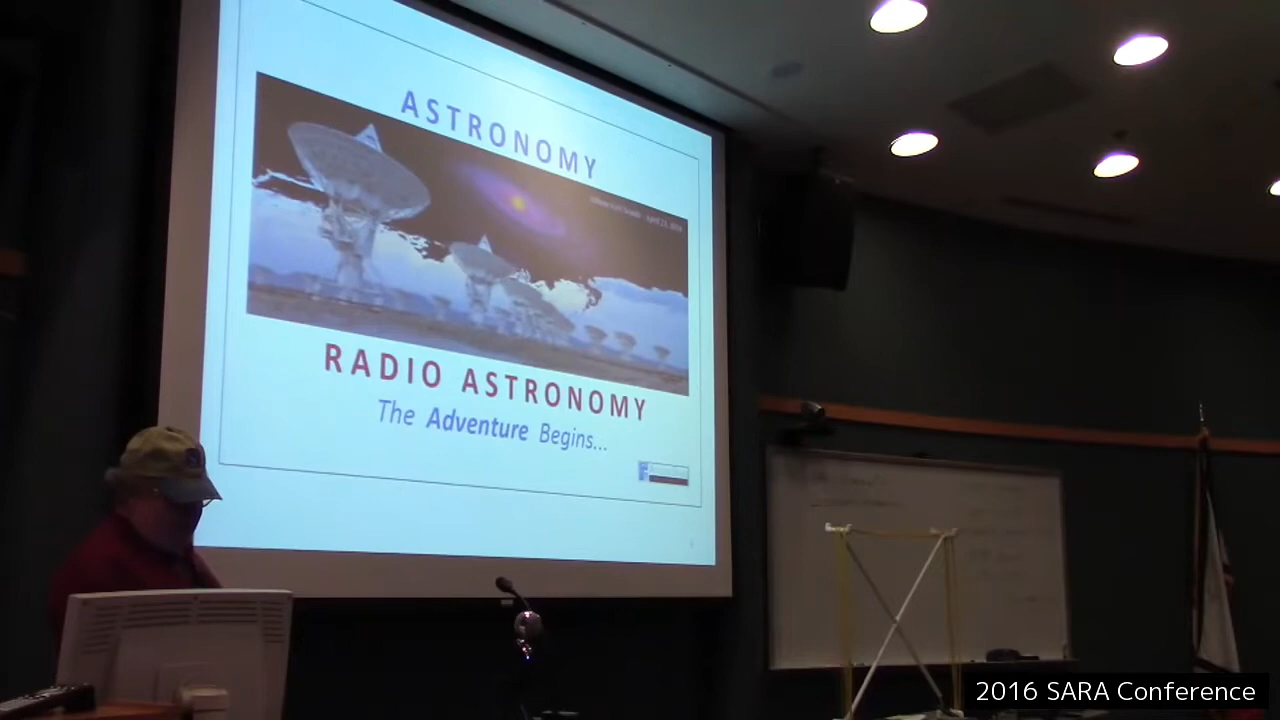 ASTRONOMY
RADIO ASTRONOMY
The Adventure Begins...
2016 SARA Conference